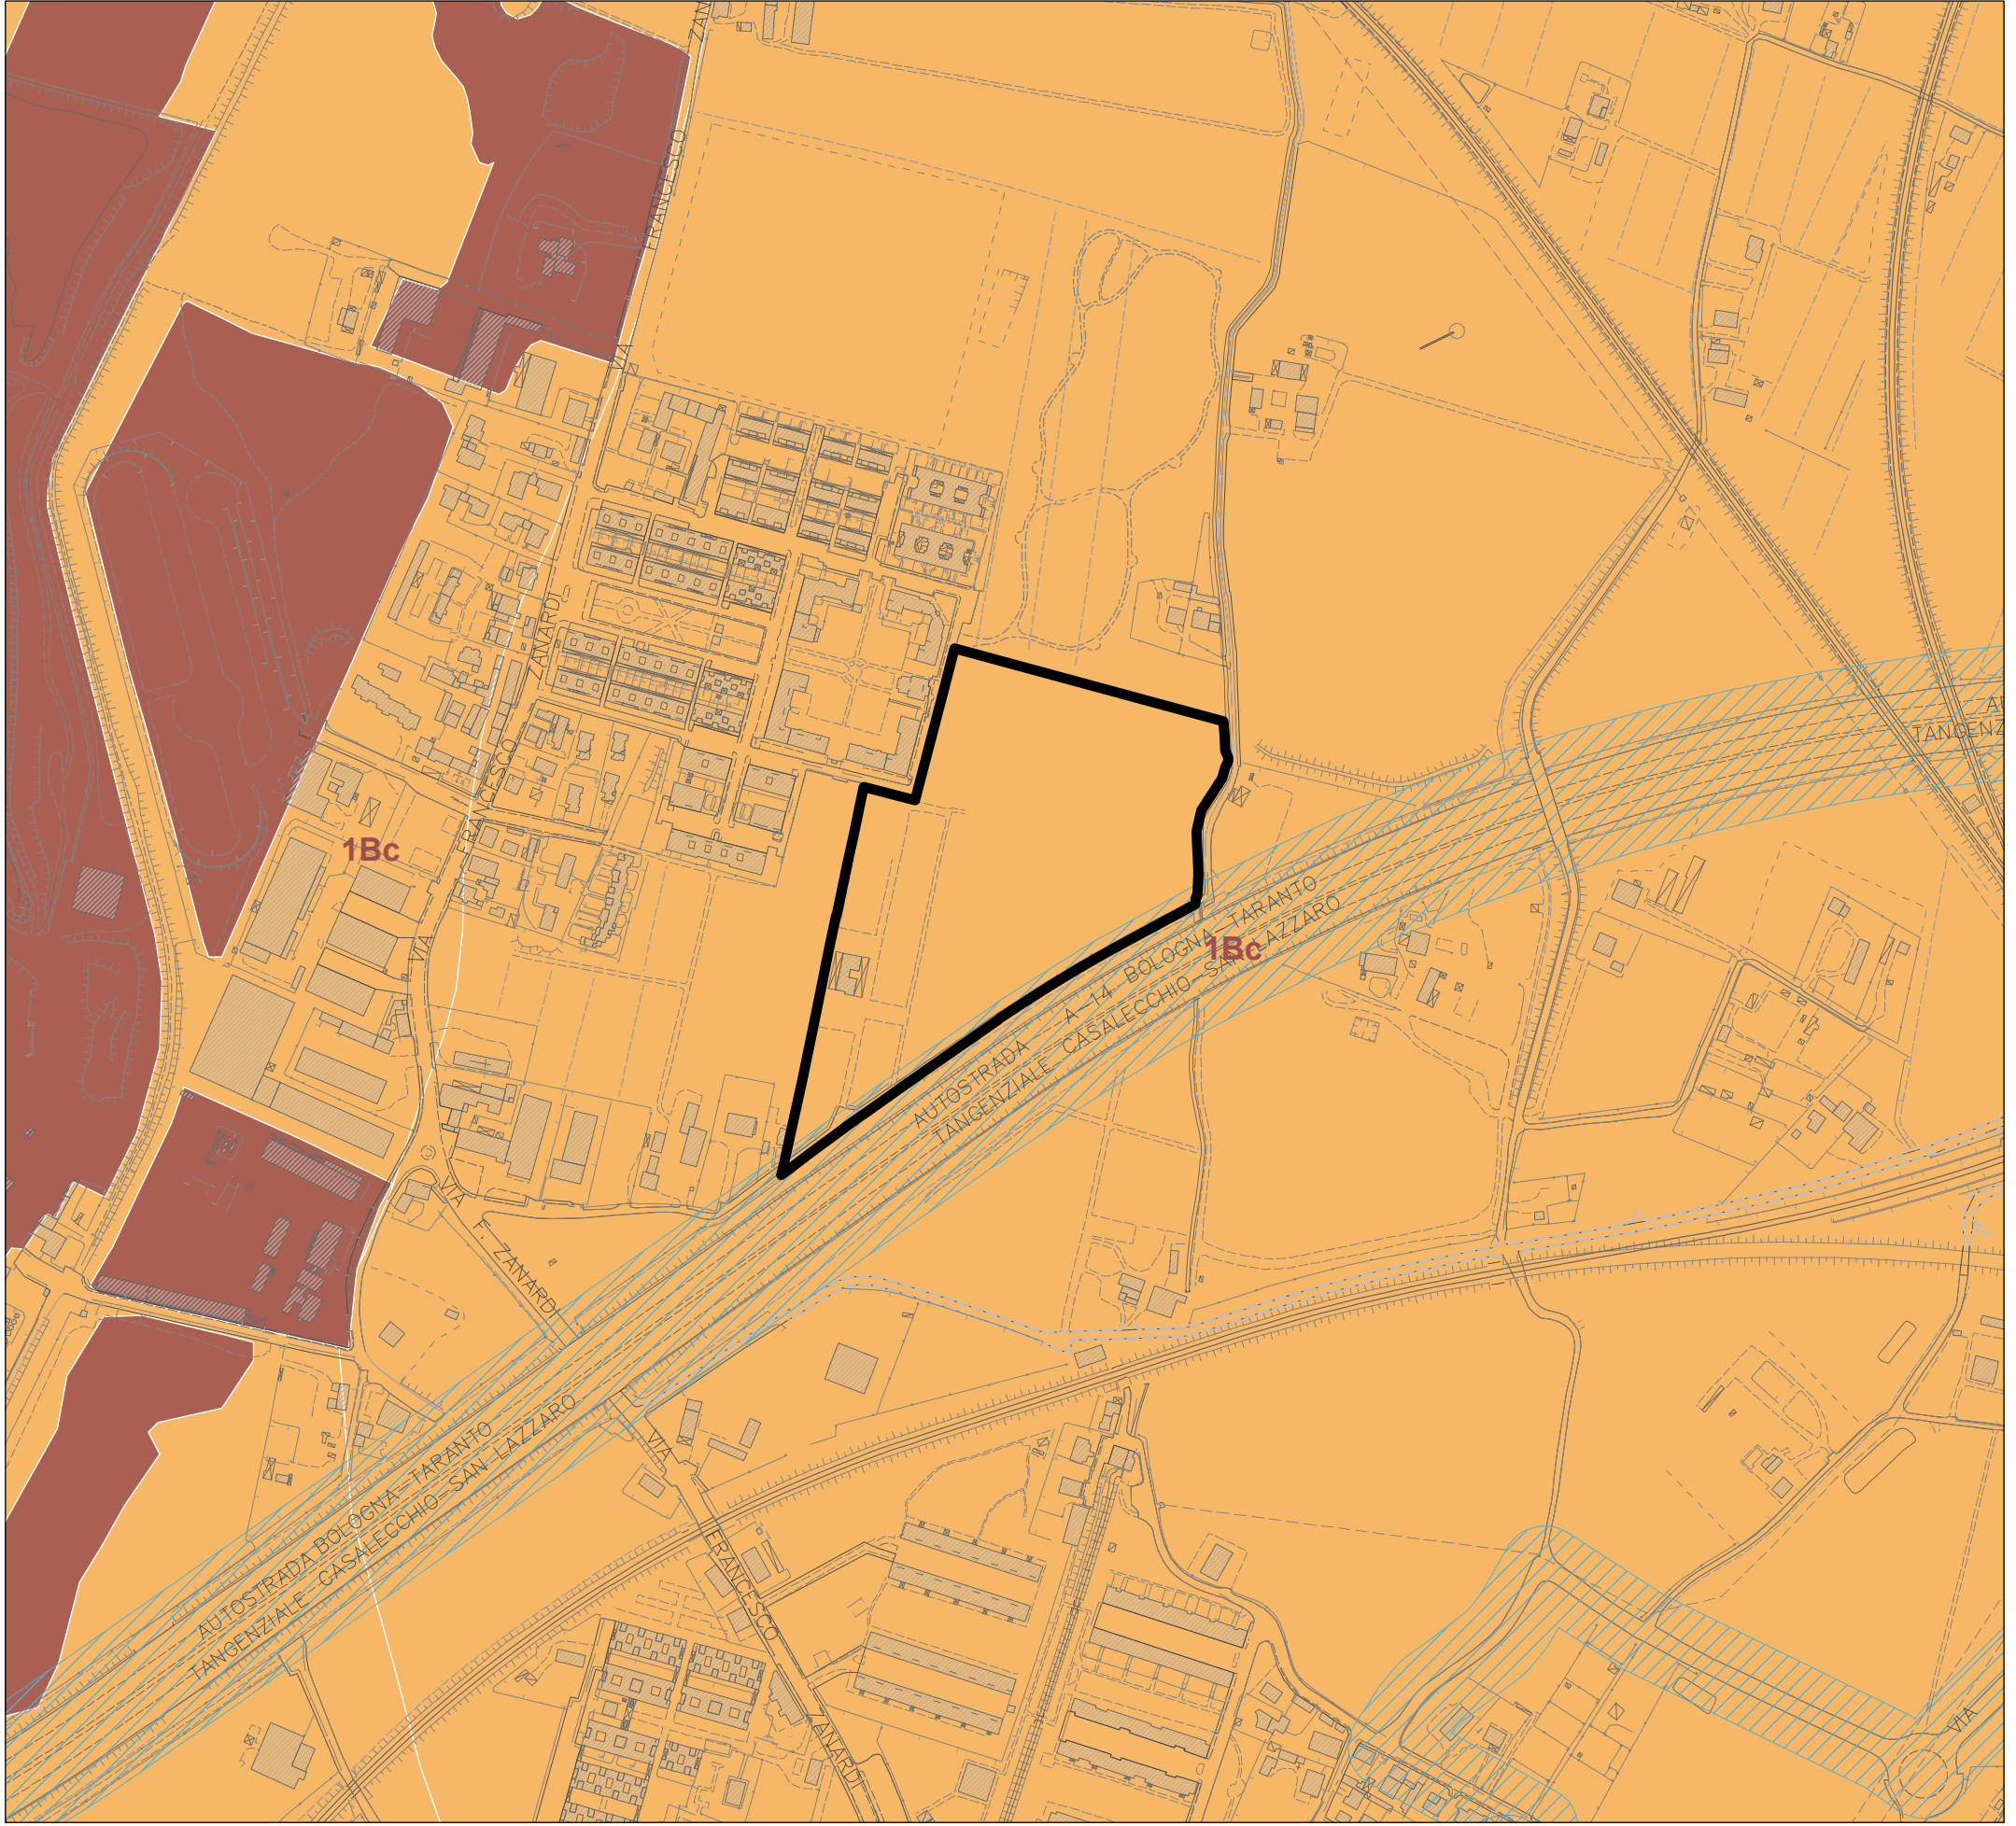 ZAN
FRANCESCO
VIA
ZANARDI
FRANCESCO
VIA
1Bc
TANGENZ
A-14 BOLOGNA-TARANTO
AUTOSTRADA
TANGENZIALE CASALECCHIO-SAN LAZZARO
1Bc
VIA F. ZANARDI
AUTOSTRADA BOLOGNA-TARANTO
TANGENZIALE CASALECCHIO-SAN LAZZARO
VIA
FRANCESCO
ZANARDI
VIA